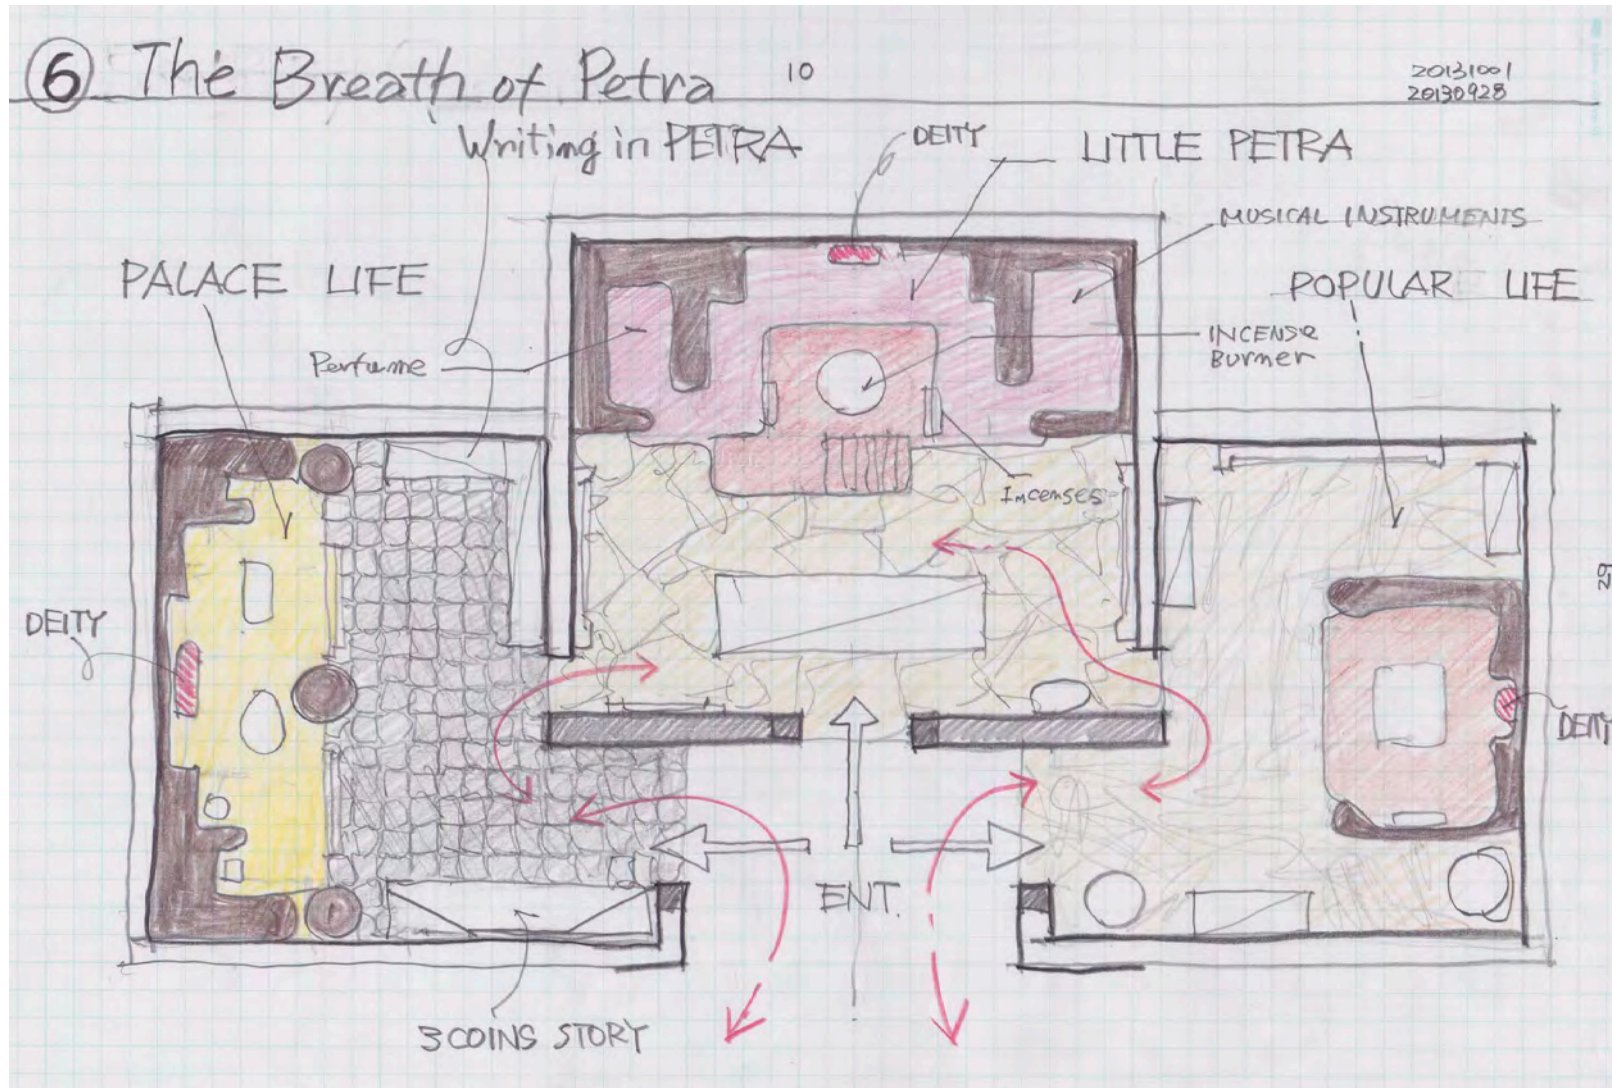 ⑥ The Breath of Petra 10
20131001
20130928
Writing in PETRA
DEITY
LITTLE PETRA
MUSICAL INSTRUMENTS
PALACE LIFE
POPULAR LIFE
Perfume
INCENSE
Burner
Incenses
DEITY
DEITY
ENT.
3 COINS STORY
29